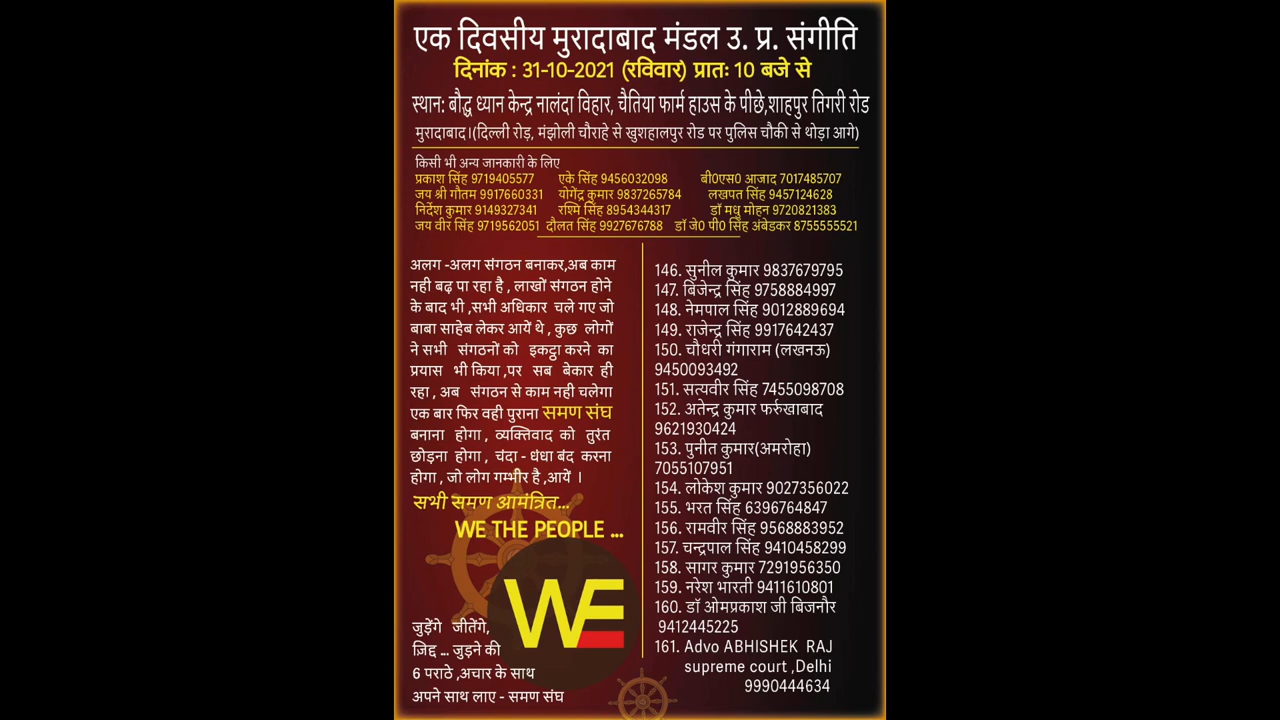 एक दिवसीय मुरादाबाद मंडल उ. प्र. संगीति
दिनांक : 31-10-2021 (रविवार) प्रातः 10 बजे से
स्थान: बौद्ध ध्यान केन्द्र नालंदा विहार, चैतिया फार्म हाउस के पीछे,शाहपुर तिगरी रोड
मुरादाबाद।(दिल्ली रोड़, मंझोली चौराहे से खुशहालपुर रोड पर पुलिस चौकी से थोड़ा आगे)
किसी भी अन्य जानकारी के लिए
प्रकाश सिंह 9719405577 एके सिंह 9456032098 बी0एस0 आजाद 7017485707
जय श्री गौतम 9917660331 योगेंद्र कुमार 9837265784 लखपत सिंह 9457124628
निर्देश कुमार 9149327341 रश्मि सिंह 8954344317 डॉ मधु मोहन 9720821383
जय वीर सिंह 9719562051 दौलत सिंह 9927676788 डॉ जे0 पी0 सिंह अंबेडकर 8755555521
अलग -अलग संगठन बनाकर,अब काम
नही बढ़ पा रहा है , लाखों संगठन होने
के बाद भी ,सभी अधिकार चले गए जो
बाबा साहेब लेकर आयें थे , कुछ लोगों
ने सभी संगठनों को इकट्ठा करने का
प्रयास भी किया ,पर सब बेकार ही
रहा , अब संगठन से काम नही चलेगा
एक बार फिर वही पुराना समण संघ
बनाना होगा , व्यक्तिवाद को तुरंत
छोड़ना होगा , चंदा - धंधा बंद करना
होगा , जो लोग गम्भीर है ,आयें ।
सभी समण आमंत्रित...
WE THE PEOPLE ...
WE
जुड़ेंगे जीतेंगे,
ज़िद्द ... जुड़ने की
6 पराठे ,अचार के साथ
अपने साथ लाए - समण संघ
146. सुनील कुमार 9837679795
147. बिजेन्द्र सिंह 9758884997
148. नेमपाल सिंह 9012889694
149. राजेन्द्र सिंह 9917642437
150. चौधरी गंगाराम (लखनऊ)
9450093492
151. सत्यवीर सिंह 7455098708
152. अतेन्द्र कुमार फर्रुखाबाद
9621930424
153. पुनीत कुमार(अमरोहा)
7055107951
154. लोकेश कुमार 9027356022
155. भरत सिंह 6396764847
156. रामवीर सिंह 9568883952
157. चन्द्रपाल सिंह 9410458299
158. सागर कुमार 7291956350
159. नरेश भारती 9411610801
160. डॉ ओमप्रकाश जी बिजनौर
9412445225
161. Advo ABHISHEK RAJ
supreme court ,Delhi
9990444634